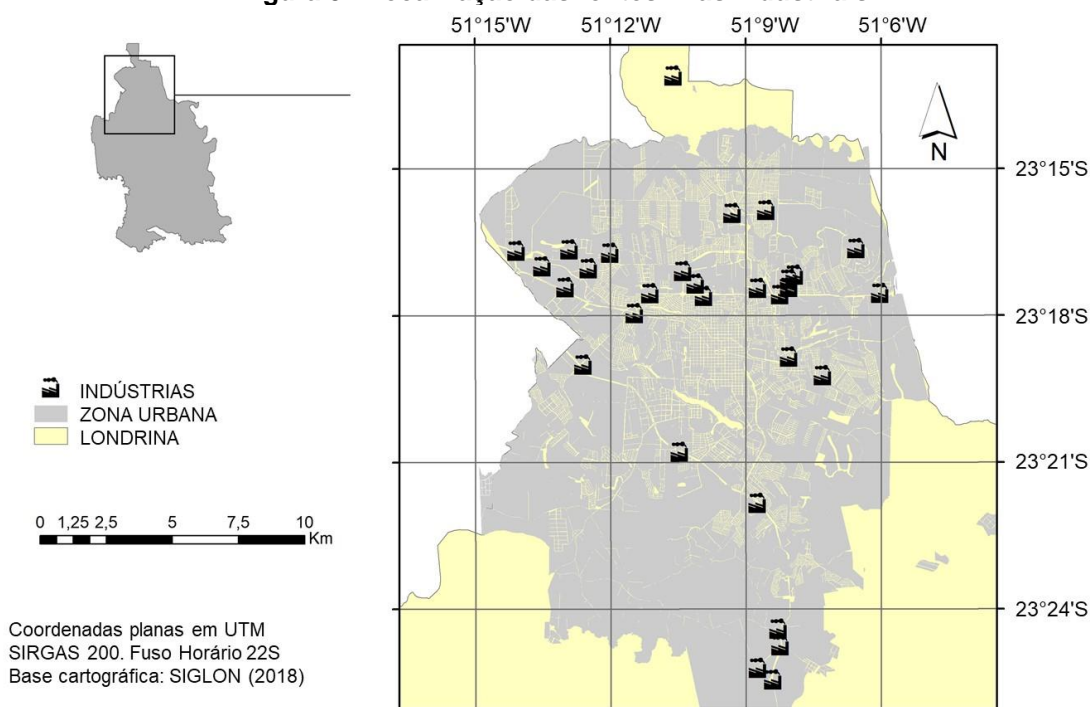 51°15'W 51°12'W 51°9'W 51°6'W
N
23°15'S
23°18'S
23°21'S
23°24'S
INDÚSTRIAS
ZONA URBANA
LONDRINA
0 1,25 2,5 5 7,5 10
Km
Coordenadas planas em UTM
SIRGAS 200. Fuso Horário 22S
Base cartográfica: SIGLON (2018)